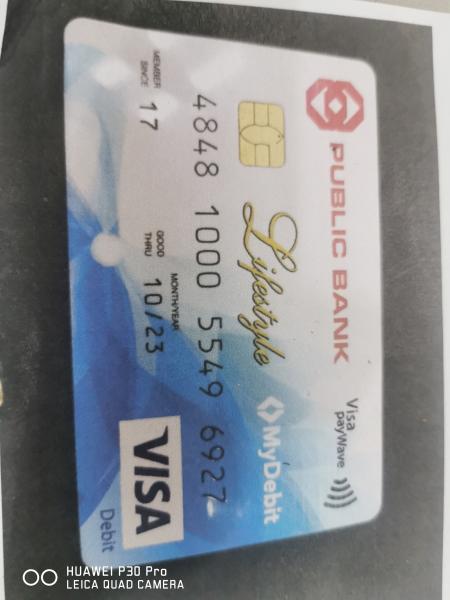 PUBLIC BANK
Visa
payWave
Lifestyle
MyDebit
4848 1000 5549 6927
MONTH/YEAR
MEMBER
SINCE
17
GOOD
THRU
10/23
VISA
Debit
HUAWEI P30 Pro
LEICA QUAD CAMERA